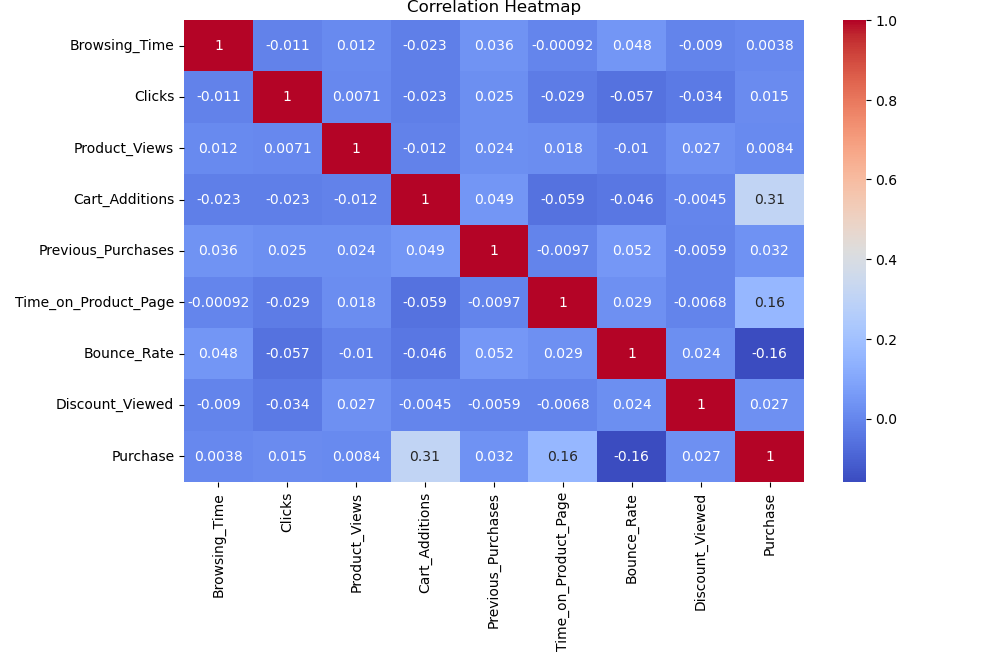 Correlation Heatmap
Browsing_Time 1 -0.011 0.012 -0.023 0.036 -0.00092 0.048 -0.009 0.0038
Clicks -0.011 1 0.0071 -0.023 0.025 -0.029 -0.057 -0.034 0.015
Product_Views 0.012 0.0071 1 -0.012 0.024 0.018 -0.01 0.027 0.0084
Cart_Additions -0.023 -0.023 -0.012 1 0.049 -0.059 -0.046 -0.0045 0.31
Previous_Purchases 0.036 0.025 0.024 0.049 1 -0.0097 0.052 -0.0059 0.032
Time_on_Product_Page -0.00092 -0.029 0.018 -0.059 -0.0097 1 0.029 -0.0068 0.16
Bounce_Rate 0.048 -0.057 -0.01 -0.046 0.052 0.029 1 0.024 -0.16
Discount_Viewed -0.009 -0.034 0.027 -0.0045 -0.0059 -0.0068 0.024 1 0.027
Purchase 0.0038 0.015 0.0084 0.31 0.032 0.16 -0.16 0.027 1
Browsing_Time
Clicks
Product_Views
Cart_Additions
Previous_Purchases
Time_on_Product_Page
Bounce_Rate
Discount_Viewed
Purchase
1.0
0.8
0.6
0.4
0.2
0.0